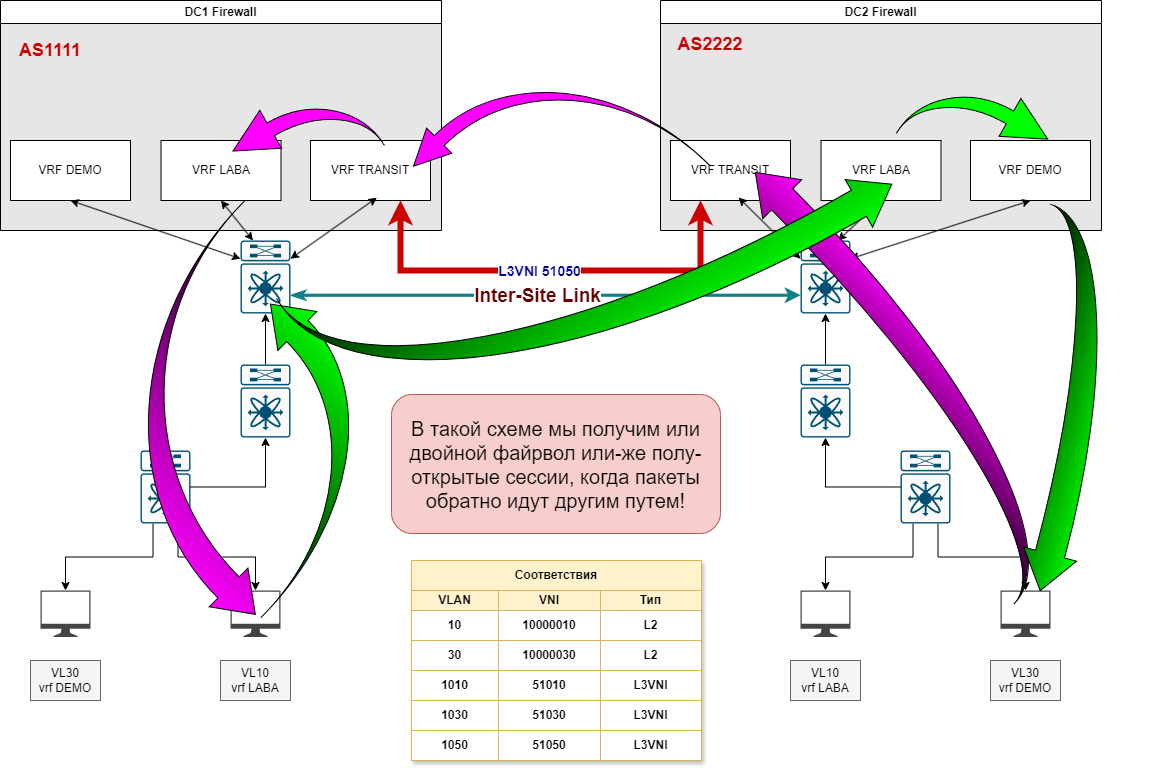 DC1 Firewall
DC2 Firewall
AS1111
AS2222
VRF DEMO
VRF LABA
VRF TRANSIT
VRF TRANSIT
VRF LABA
VRF DEMO
L3VNI 51050
Inter-Site Link
В такой схеме мы получим или
двойной файрвол или-же полу-
открытые сессии, когда пакеты
обратно идут другим путем!
Соответствия
VLAN VNI Тип
10 10000010 L2
30 10000030 L2
1010 51010 L3VNI
1030 51030 L3VNI
1050 51050 L3VNI
VL30
vrf DEMO
VL10
vrf LABA
VL10
vrf LABA
VL30
vrf DEMO